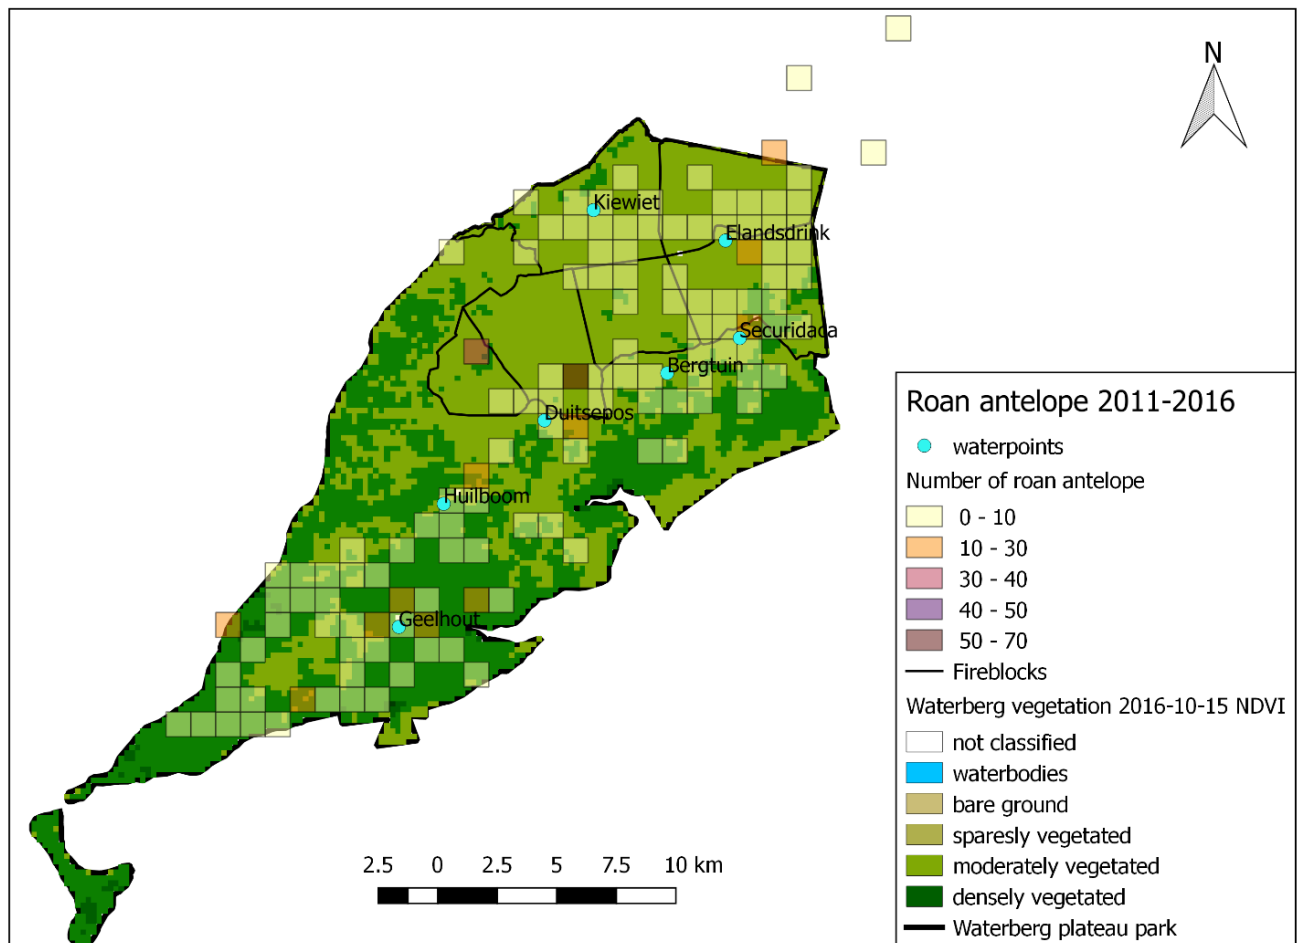 N
Kiewiet
Elandsdrink
Securidaca
Bergtuin
Duitsepos
Huilboom
Geelhout
2.5 0 2.5 5 7.5 10 km
Roan antelope 2011-2016
waterpoints
Number of roan antelope
0 - 10
10 - 30
30 - 40
40 - 50
50 - 70
Fireblocks
Waterberg vegetation 2016-10-15 NDVI
not classified
waterbodies
bare ground
sparesly vegetated
moderately vegetated
densely vegetated
Waterberg plateau park